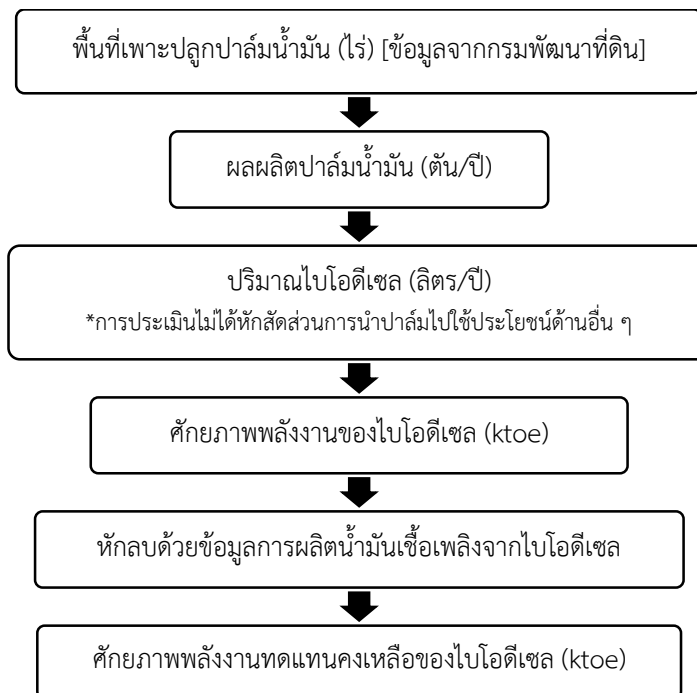 พื้นที่เพาะปลูกปาล์มน้ำมัน (ไร่) [ข้อมูลจากกรมพัฒนาที่ดิน]
ผลผลิตปาล์มน้ำมัน (ตัน/ปี)
ปริมาณไบโอดีเซล (ลิตร/ปี)
*การประเมินไม่ได้หักสัดส่วนการนำปาล์มไปใช้ประโยชน์ด้านอื่น ๆ
ศักยภาพพลังงานของไบโอดีเซล (ktoe)
หักลบด้วยข้อมูลการผลิตน้ำมันเชื้อเพลิงจากไบโอดีเซล
ศักยภาพพลังงานทดแทนคงเหลือของไบโอดีเซล (ktoe)